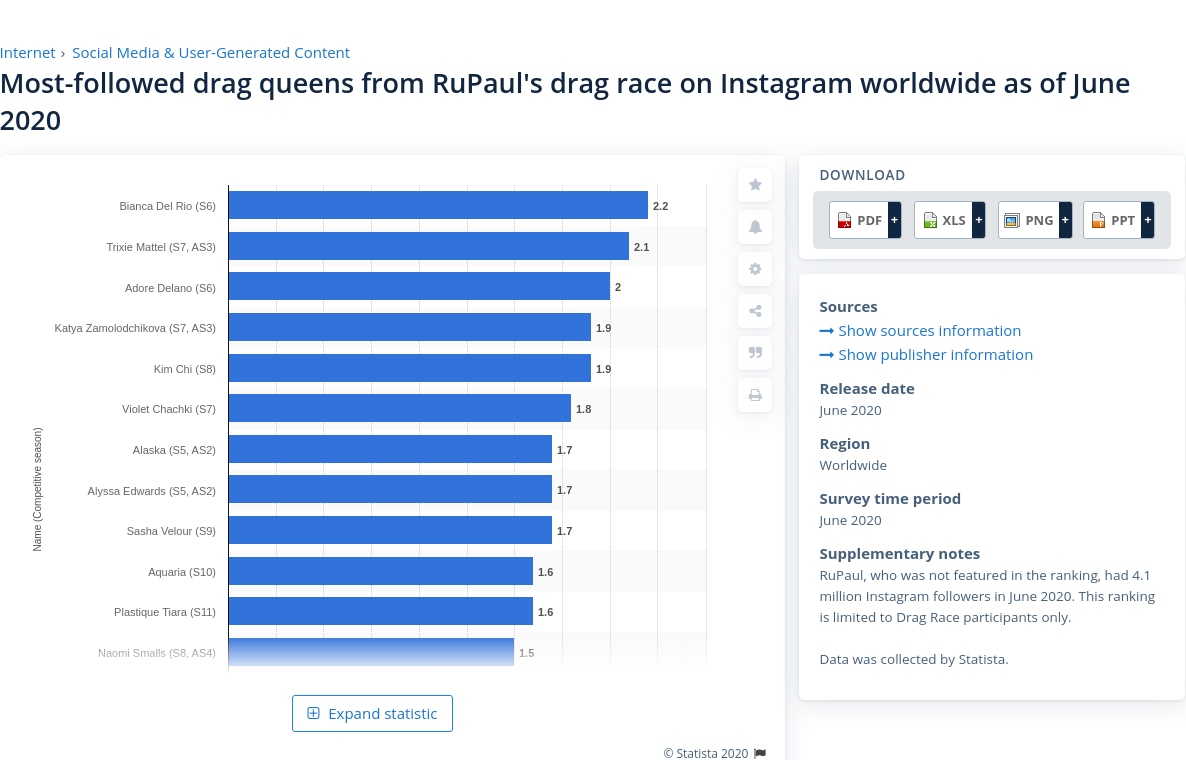 Internet › Social Media & User-Generated Content
Most-followed drag queens from RuPaul's drag race on Instagram worldwide as of June
2020
Name (Competitive season)
Bianca Del Rio (S6) 2.2
Trixie Mattel (S7, AS3) 2.1
Adore Delano (S6) 2
Katya Zamolodchikova (S7, AS3) 1.9
Kim Chi (S8) 1.9
Violet Chachki (S7) 1.8
Alaska (S5, AS2) 1.7
Alyssa Edwards (S5, AS2) 1.7
Sasha Velour (S9) 1.7
Aquaria (S10) 1.6
Plastique Tiara (S11) 1.6
Naomi Smalls (S8, AS4) 1.5
Expand statistic
© Statista 2020
DOWNLOAD
PDF + XLS + PNG + PPT +
Sources
Show sources information
Show publisher information
Release date
June 2020
Region
Worldwide
Survey time period
June 2020
Supplementary notes
RuPaul, who was not featured in the ranking, had 4.1
million Instagram followers in June 2020. This ranking
is limited to Drag Race participants only.
Data was collected by Statista.